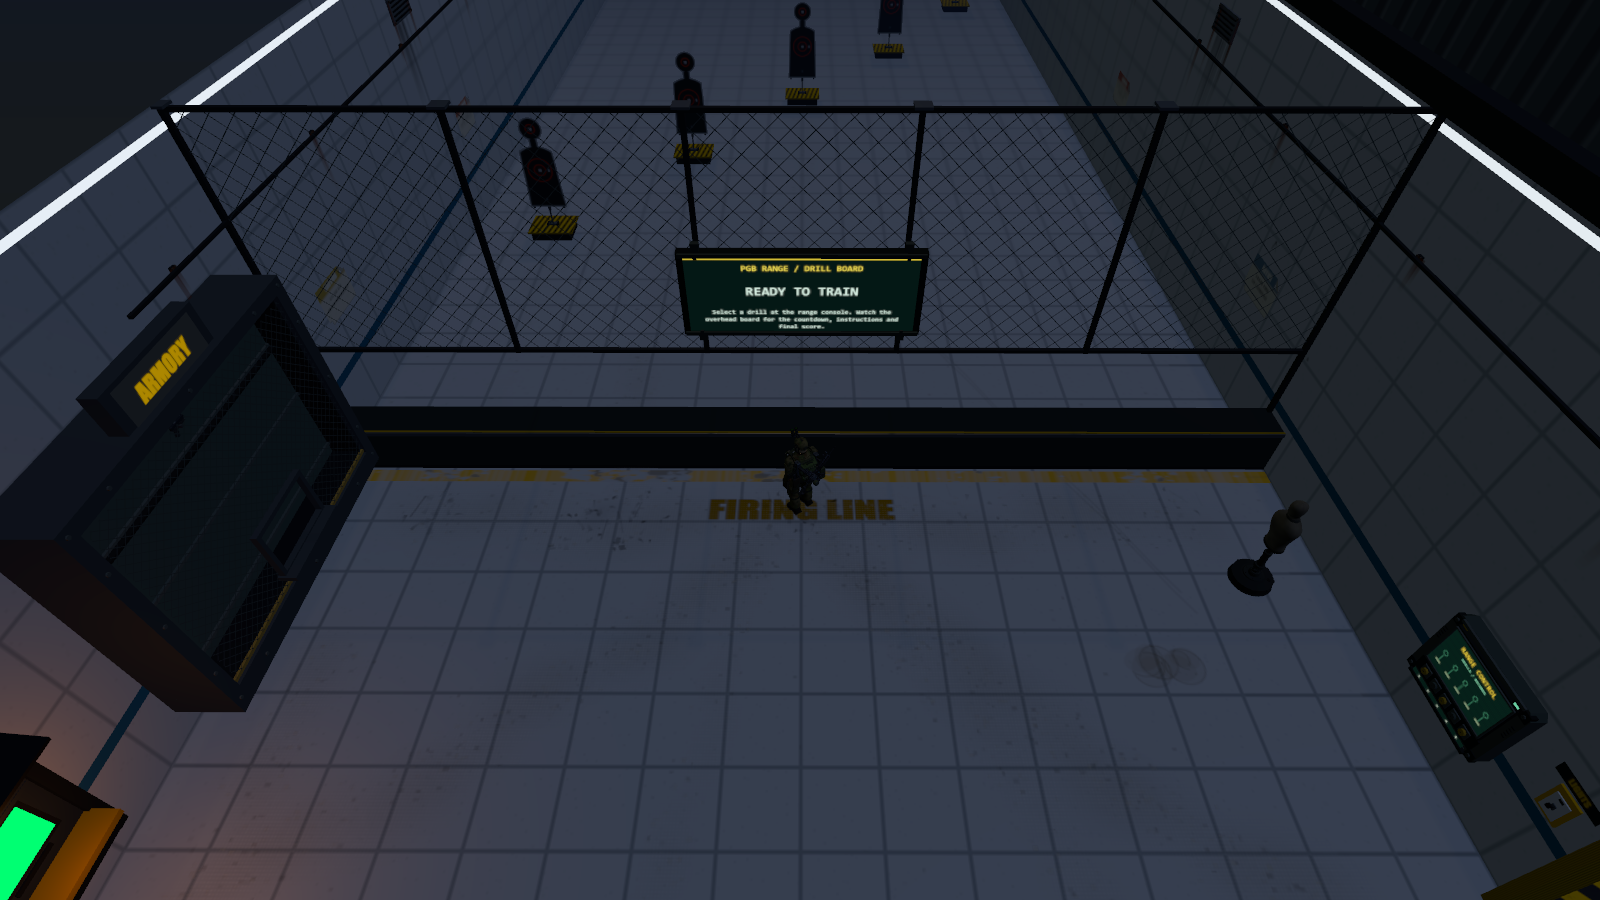 PGB RANGE / DRILL BOARD
READY TO TRAIN
Select a drill at the range console. Watch the
overhead board for the countdown, instructions and
final score.
ARMORY
FIRING LINE
RANGE CONTROL
LIGHTS